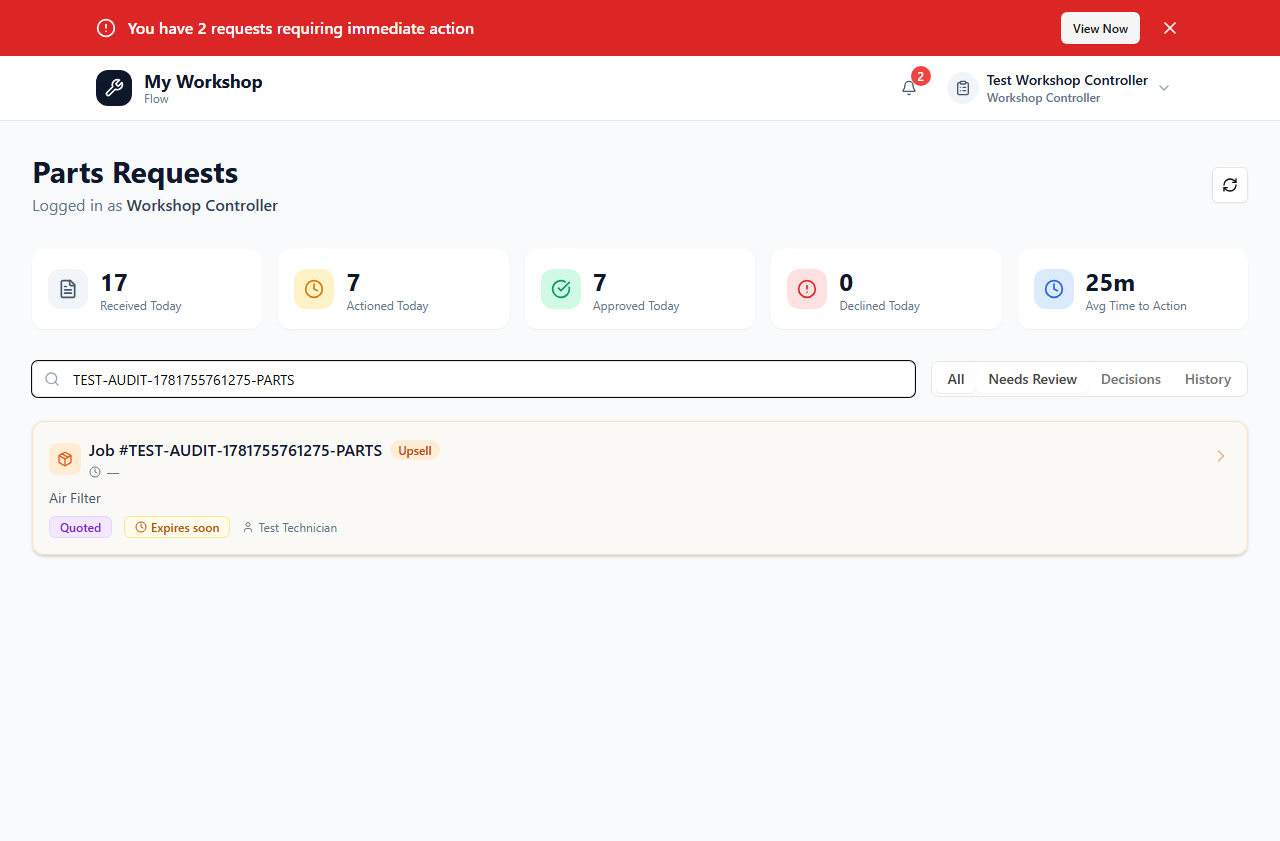 You have 2 requests requiring immediate action
View Now
My Workshop
Flow
2
Test Workshop Controller
Workshop Controller
Parts Requests
Logged in as Workshop Controller
17
Received Today
7
Actioned Today
7
Approved Today
0
Declined Today
25m
Avg Time to Action
TEST-AUDIT-1781755761275-PARTS
All
Needs Review
Decisions
History
Job #TEST-AUDIT-1781755761275-PARTS
Upsell
—
Air Filter
Quoted
Expires soon
Test Technician